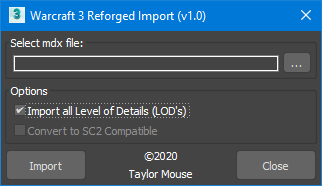 Warcraft 3 Reforged Import (v1.0)
Select mdx file:
...
Options
Import all Level of Details (LOD's)
Convert to SC2 Compatible
Import
©2020
Taylor Mouse
Close